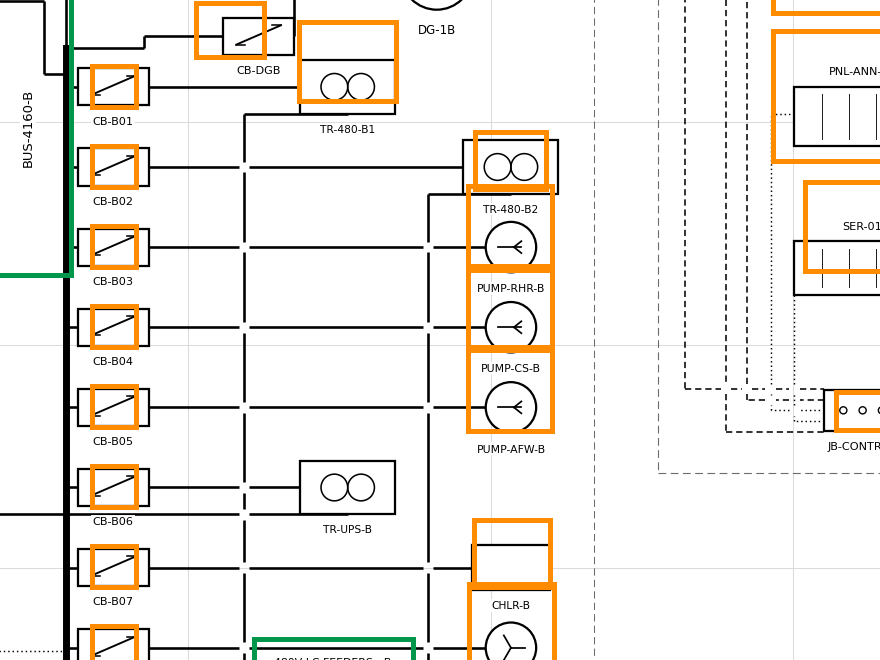 DG-1B
CB-DGB
PNL-ANN-
BUS-4160-B
CB-B01
TR-480-B1
CB-B02
TR-480-B2
SER-01
CB-B03
PUMP-RHR-B
CB-B04
PUMP-CS-B
CB-B05
PUMP-AFW-B
JB-CONTR
CB-B06
TR-UPS-B
CB-B07
CHLR-B